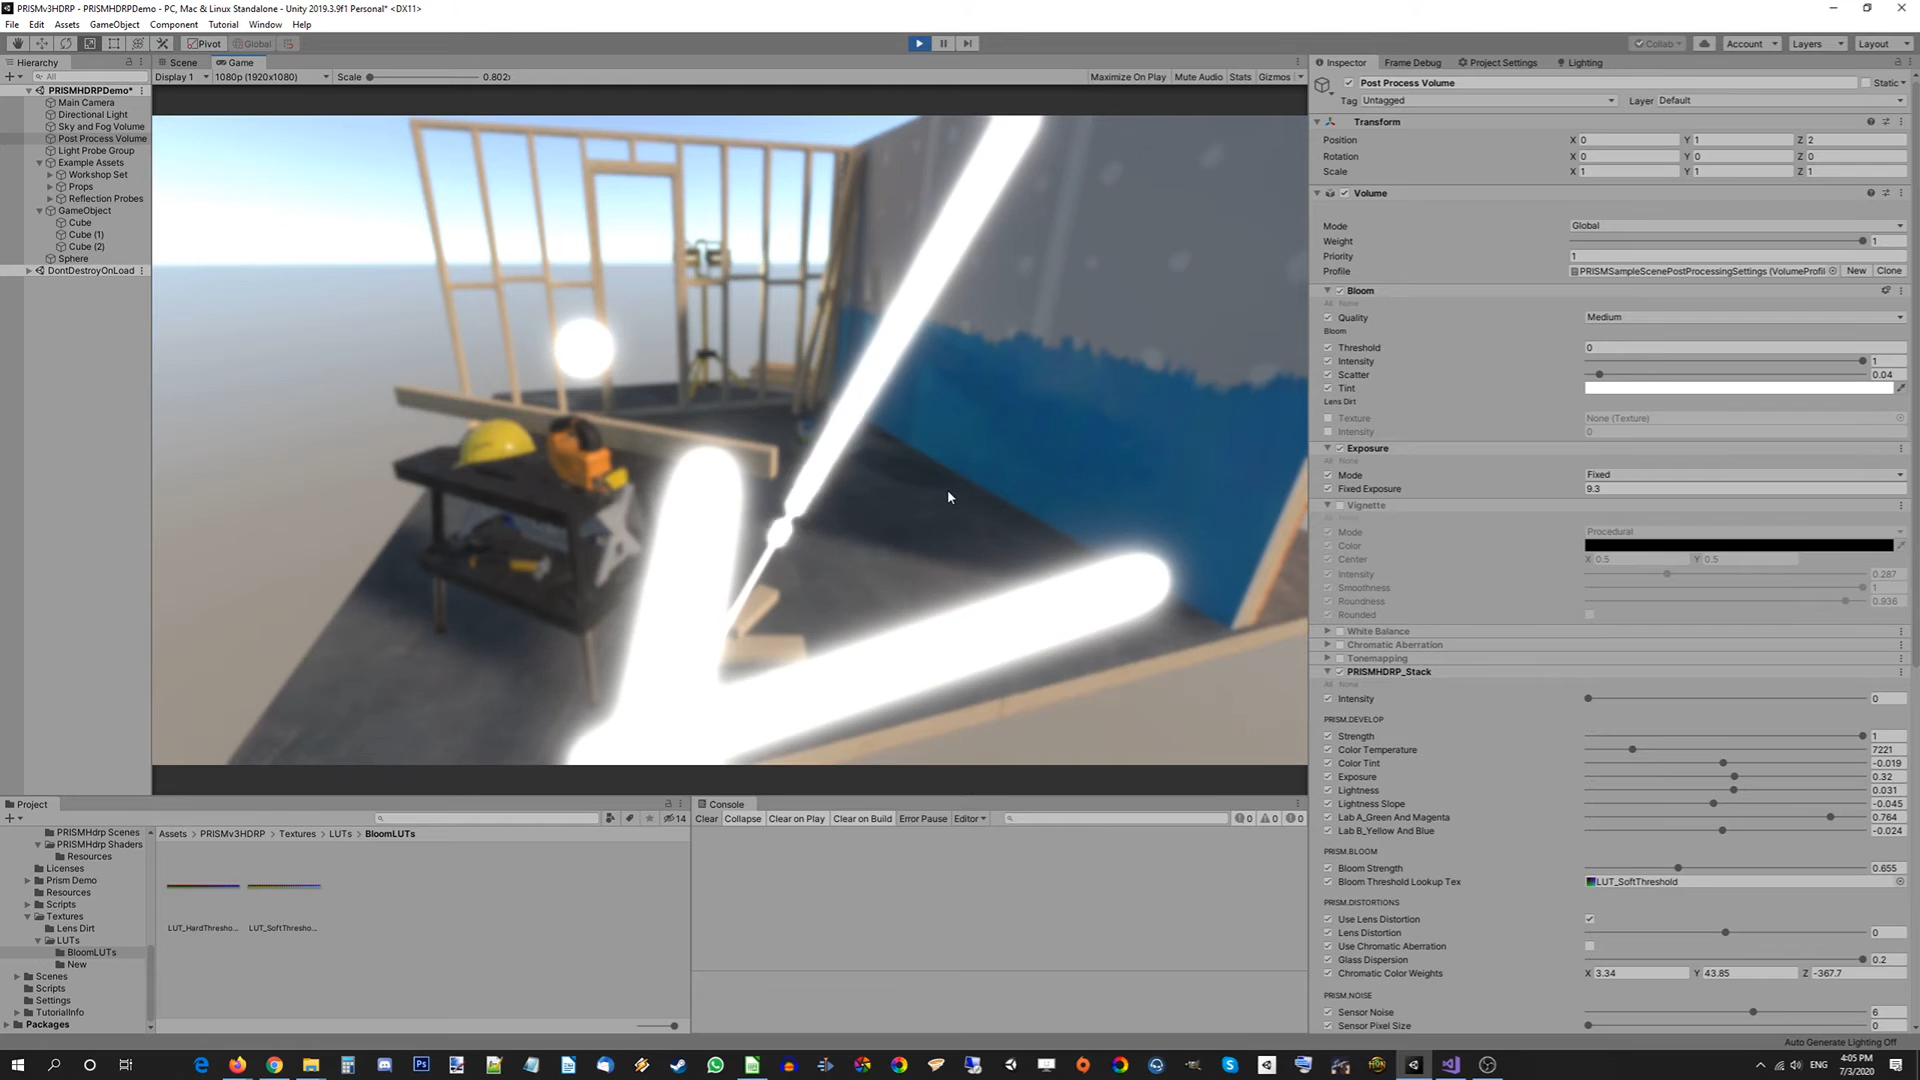 PRISMv3HDRP - PRISMHDRPDemo - PC, Mac & Linux Standalone - Unity 2019.3.9f1 Personal* <DX11>
File Edit Assets GameObject Component Tutorial Window Help
Pivot Global Collab Account Layers Layout
Hierarchy
All
PRISMHDRPDemo*
Main Camera
Directional Light
Sky and Fog Volume
Post Process Volume
Light Probe Group
Example Assets
Workshop Set
Props
Reflection Probes
GameObject
Cube
Cube (1)
Cube (2)
Sphere
DontDestroyOnLoad
Scene Game
Display 1 1080p (1920x1080) Scale 0.802x Maximize On Play Mute Audio Stats Gizmos
Inspector Frame Debug Project Settings Lighting
Post Process Volume Static
Tag Untagged Layer Default
Transform
Position X 0 Y 1 Z 2
Rotation X 0 Y 0 Z 0
Scale X 1 Y 1 Z 1
Volume
Mode Global
Weight 1
Priority 1
Profile PRISMSampleScenePostProcessingSettings (VolumeProfil New Clone
Bloom
All None
Quality Medium
Bloom
Threshold 0
Intensity 1
Scatter 0.04
Tint
Lens Dirt
Texture None (Texture)
Intensity 0
Exposure
All None
Mode Fixed
Fixed Exposure 9.3
Vignette
Mode Procedural
Color
Center X 0.5 Y 0.5
Intensity 0.287
Smoothness 1
Roundness 0.936
Rounded
White Balance
Chromatic Aberration
Tonemapping
PRISMHDRP_Stack
All None
Intensity 0
PRISM.DEVELOP
Strength 1
Color Temperature 7221
Color Tint -0.019
Exposure 0.32
Lightness 0.031
Lightness Slope -0.045
Lab A_Green And Magenta 0.764
Lab B_Yellow And Blue -0.024
PRISM.BLOOM
Bloom Strength 0.655
Bloom Threshold Lookup Tex LUT_SoftThreshold
PRISM.DISTORTIONS
Use Lens Distortion
Lens Distortion 0
Use Chromatic Aberration
Glass Dispersion 0.2
Chromatic Color Weights X 3.34 Y 43.85 Z -367.7
PRISM.NOISE
Sensor Noise 6
Sensor Pixel Size 0
Auto Generate Lighting Off
Project
14
PRISMHdrp Scenes
PRISMHdrp Shaders
Resources
Licenses
Prism Demo
Resources
Scripts
Textures
Lens Dirt
LUTs
BloomLUTs
New
Scenes
Scripts
Settings
TutorialInfo
Packages
Assets PRISMv3HDRP Textures LUTs BloomLUTs
LUT_HardThresho... LUT_SoftThresho...
Console
Clear Collapse Clear on Play Clear on Build Error Pause Editor 0 0 0
ENG
4:05 PM
7/3/2020